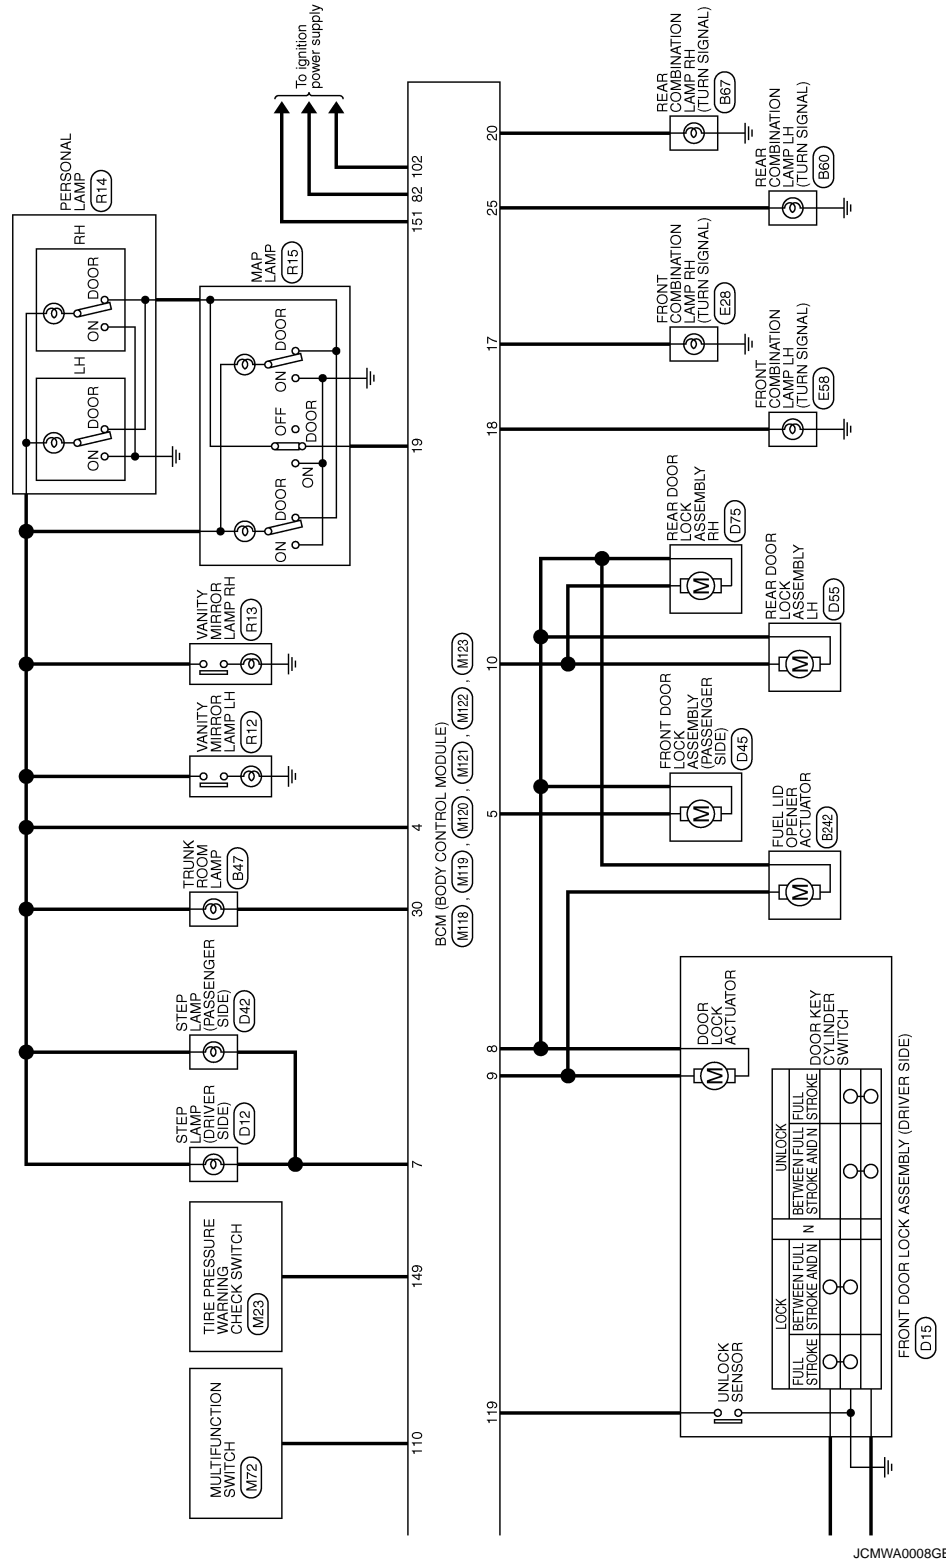 To ignition
power supply
PERSONAL
LAMP
R14
RH
DOOR
ON
LH
DOOR
ON
MAP
LAMP
R15
DOOR
ON
OFF
DOOR
ON
DOOR
ON
VANITY
MIRROR
LAMP RH
R13
VANITY
MIRROR
LAMP LH
R12
TRUNK
ROOM
LAMP
B47
STEP
LAMP
(PASSENGER
SIDE)
D42
STEP
LAMP
(DRIVER
SIDE)
D12
TIRE PRESSURE
WARNING
CHECK SWITCH
M23
MULTIFUNCTION
SWITCH
M72
102
82
151
19
4
30
7
149
110
BCM (BODY CONTROL MODULE)
M118 , M119 , M120 , M121 , M122 , M123
20
25
17
18
10
5
8
9
119
REAR
COMBINATION
LAMP RH
(TURN SIGNAL)
B67
REAR
COMBINATION
LAMP LH
(TURN SIGNAL)
B60
FRONT
COMBINATION
LAMP RH
(TURN SIGNAL)
E28
FRONT
COMBINATION
LAMP LH
(TURN SIGNAL)
E58
REAR DOOR
LOCK
ASSEMBLY
RH
D75
M
REAR DOOR
LOCK
ASSEMBLY
LH
D55
M
FRONT DOOR
LOCK
ASSEMBLY
(PASSENGER
SIDE)
D45
M
FUEL LID
OPENER
ACTUATOR
B242
M
DOOR
LOCK
ACTUATOR
M
DOOR KEY
CYLINDER
SWITCH
UNLOCK
FULL
STROKE
BETWEEN FULL
STROKE AND N
N
LOCK
BETWEEN FULL
STROKE AND N
FULL
STROKE
UNLOCK
SENSOR
FRONT DOOR LOCK ASSEMBLY (DRIVER SIDE)
D15
JCMWA0008GE